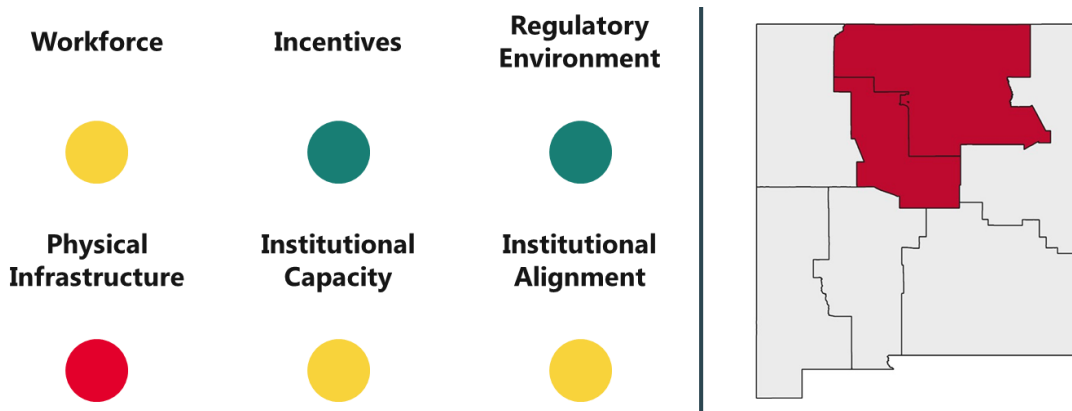 Workforce
Incentives
Regulatory
Environment
Physical
Infrastructure
Institutional
Capacity
Institutional
Alignment